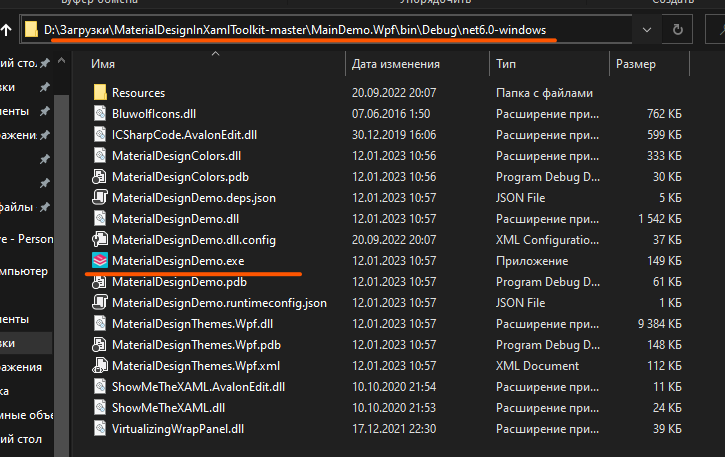 Буфер обмена Упорядочить Создать
D:\Загрузки\MaterialDesignInXamlToolkit-master\MainDemo.Wpf\bin\Debug\net6.0-windows
Имя Дата изменения Тип Размер
Resources 20.09.2022 20:07 Папка с файлами
BluwolfIcons.dll 07.06.2016 1:50 Расширение при... 762 КБ
ICSharpCode.AvalonEdit.dll 30.12.2019 16:06 Расширение при... 599 КБ
MaterialDesignColors.dll 12.01.2023 10:56 Расширение при... 333 КБ
MaterialDesignColors.pdb 12.01.2023 10:56 Program Debug D... 30 КБ
MaterialDesignDemo.deps.json 12.01.2023 10:57 JSON File 5 КБ
MaterialDesignDemo.dll 12.01.2023 10:57 Расширение при... 1 542 КБ
MaterialDesignDemo.dll.config 20.09.2022 20:07 XML Configuratio... 37 КБ
MaterialDesignDemo.exe 12.01.2023 10:57 Приложение 149 КБ
MaterialDesignDemo.pdb 12.01.2023 10:57 Program Debug D... 61 КБ
MaterialDesignDemo.runtimeconfig.json 12.01.2023 10:57 JSON File 1 КБ
MaterialDesignThemes.Wpf.dll 12.01.2023 10:57 Расширение при... 9 384 КБ
MaterialDesignThemes.Wpf.pdb 12.01.2023 10:57 Program Debug D... 148 КБ
MaterialDesignThemes.Wpf.xml 12.01.2023 10:57 XML Document 112 КБ
ShowMeTheXAML.AvalonEdit.dll 10.10.2020 21:54 Расширение при... 11 КБ
ShowMeTheXAML.dll 10.10.2020 21:53 Расширение при... 24 КБ
VirtualizingWrapPanel.dll 17.12.2021 22:30 Расширение при... 39 КБ
ий стол.
вки
енты
ражения
файлы
ve - Person
мпьютер
енты
вки
ражения
ка
мные объе
ий стол